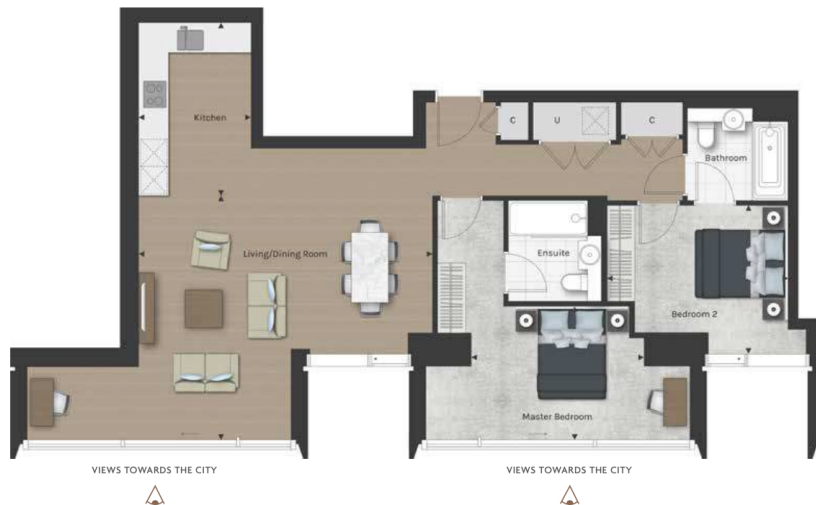 Kitchen
C
U
C
Bathroom
Living/Dining Room
Ensuite
Bedroom 2
Master Bedroom
VIEWS TOWARDS THE CITY
VIEWS TOWARDS THE CITY